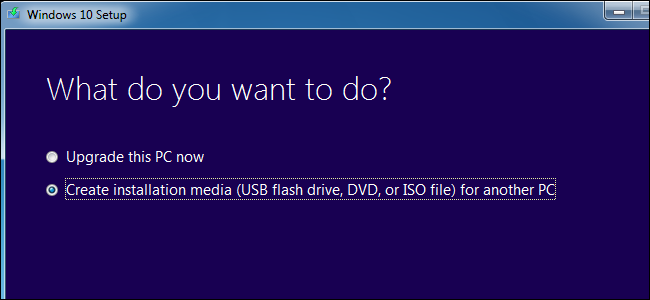 Windows 10 Setup
What do you want to do?
Upgrade this PC now
Create installation media (USB flash drive, DVD, or ISO file) for another PC